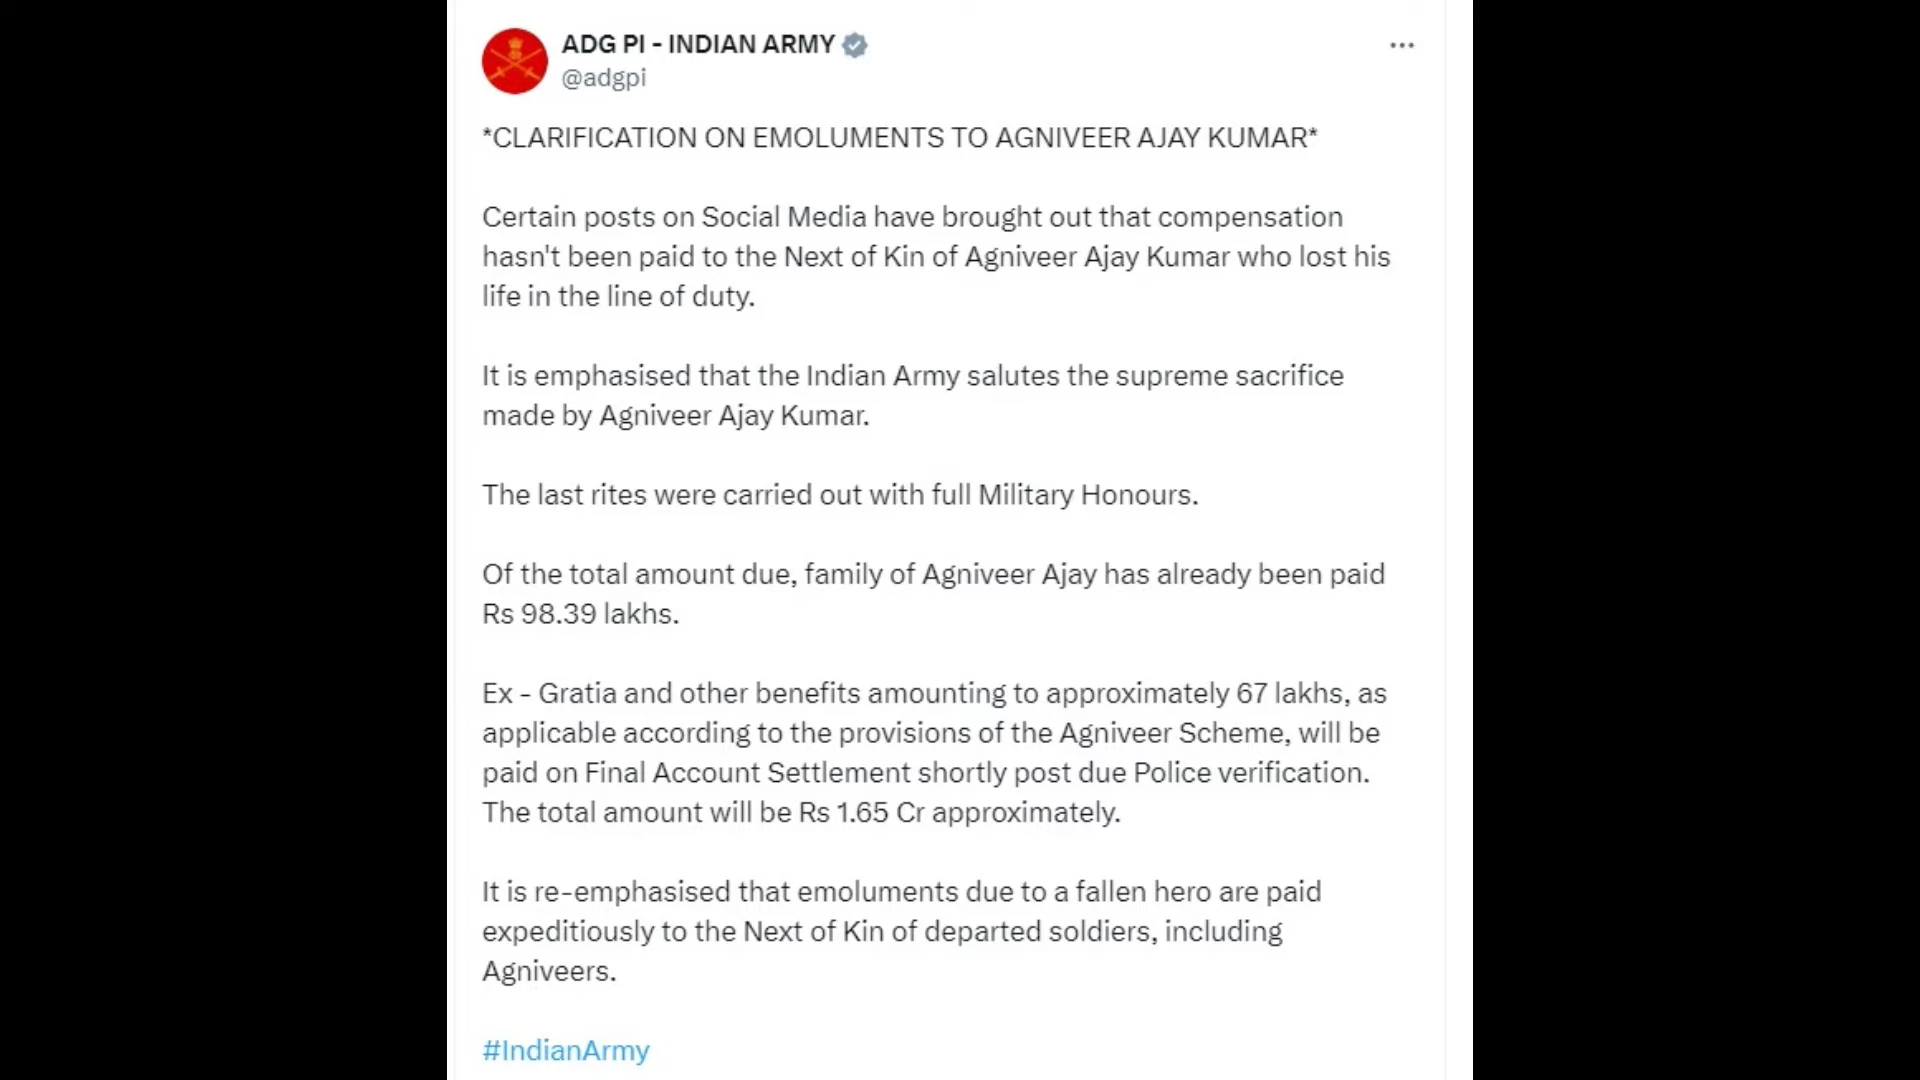 ADG PI - INDIAN ARMY
@adgpi
*CLARIFICATION ON EMOLUMENTS TO AGNIVEER AJAY KUMAR*
Certain posts on Social Media have brought out that compensation
hasn't been paid to the Next of Kin of Agniveer Ajay Kumar who lost his
life in the line of duty.
It is emphasised that the Indian Army salutes the supreme sacrifice
made by Agniveer Ajay Kumar.
The last rites were carried out with full Military Honours.
Of the total amount due, family of Agniveer Ajay has already been paid
Rs 98.39 lakhs.
Ex - Gratia and other benefits amounting to approximately 67 lakhs, as
applicable according to the provisions of the Agniveer Scheme, will be
paid on Final Account Settlement shortly post due Police verification.
The total amount will be Rs 1.65 Cr approximately.
It is re-emphasised that emoluments due to a fallen hero are paid
expeditiously to the Next of Kin of departed soldiers, including
Agniveers.
#IndianArmy